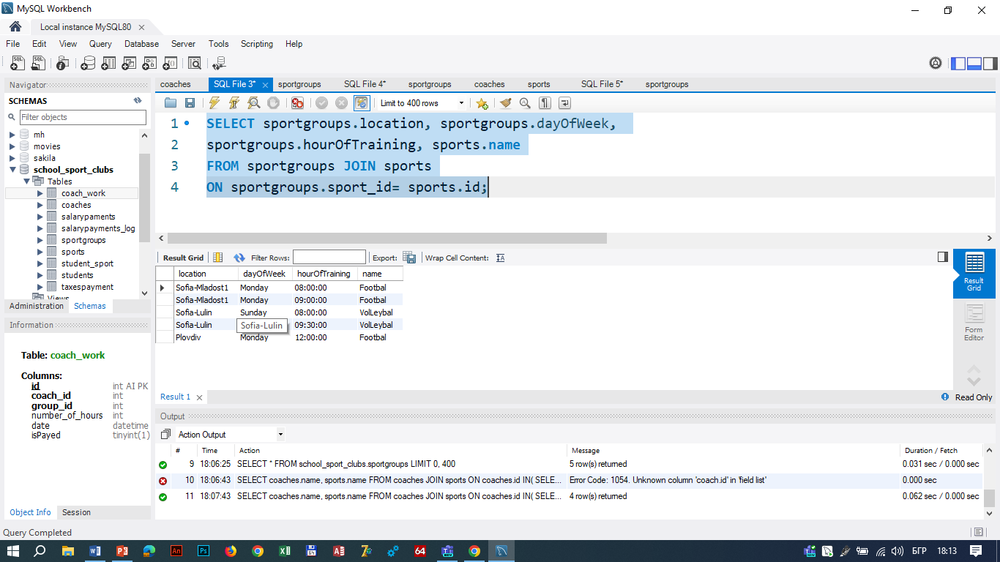 MySQL Workbench
Local instance MySQL80
File Edit View Query Database Server Tools Scripting Help
Navigator
SCHEMAS
Filter objects
mh
movies
sakila
school_sport_clubs
Tables
coach_work
coaches
salarypaments
salarypayments_log
sportgroups
sports
student_sport
students
taxespayment
Views
Administration Schemas
Information
Table: coach_work
Columns:
id int AI PK
coach_id int
group_id int
number_of_hours int
date datetime
isPayed tinyint(1)
Object Info Session
coaches SQL File 3* sportgroups SQL File 4* sportgroups coaches sports SQL File 5* sportgroups
Limit to 400 rows
1 SELECT sportgroups.location, sportgroups.dayOfWeek,
2 sportgroups.hourOfTraining, sports.name
3 FROM sportgroups JOIN sports
4 ON sportgroups.sport_id= sports.id;
Result Grid Filter Rows: Export: Wrap Cell Content:
location dayOfWeek hourOfTraining name
Sofia-Mladost1 Monday 08:00:00 Footbal
Sofia-Mladost1 Monday 09:00:00 Footbal
Sofia-Lulin Sunday 08:00:00 VolLeybal
Sofia-Lulin 09:30:00 VolLeybal
Sofia-Lulin
Plovdiv Monday 12:00:00 Footbal
Result
Grid
Form
Editor
Result 1
Read Only
Output
Action Output
# Time Action Message Duration / Fetch
9 18:06:25 SELECT * FROM school_sport_clubs.sportgroups LIMIT 0, 400 5 row(s) returned 0.031 sec / 0.000 sec
10 18:06:43 SELECT coaches.name, sports.name FROM coaches JOIN sports ON coaches.id IN( SELE... Error Code: 1054. Unknown column 'coach.id' in 'field list' 0.000 sec
11 18:07:43 SELECT coaches.name, sports.name FROM coaches JOIN sports ON coaches.id IN( SELE... 4 row(s) returned 0.062 sec / 0.000 sec
Query Completed
БГР 18:13